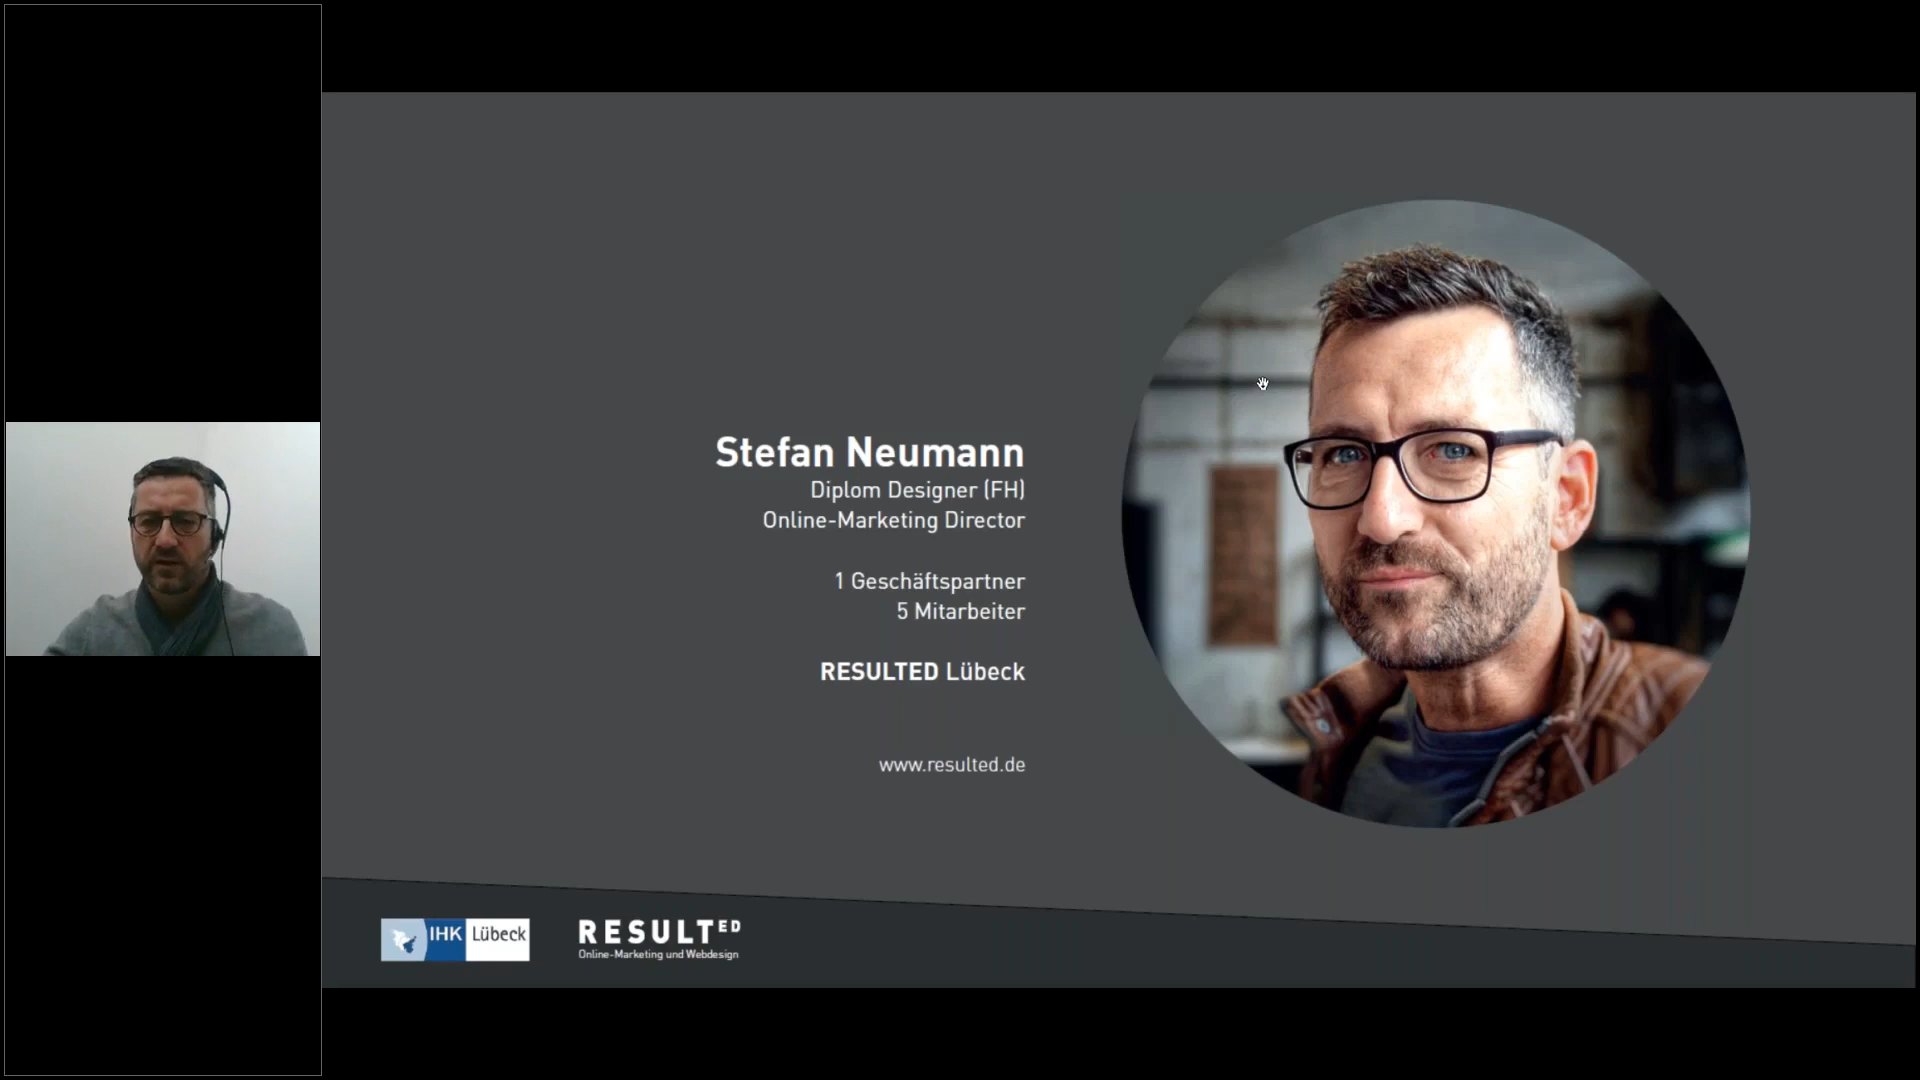 Stefan Neumann
Diplom Designer (FH)
Online-Marketing Director
1 Geschäftspartner
5 Mitarbeiter
RESULTED Lübeck
www.resulted.de
IHK Lübeck
RESULTED
Online-Marketing und Webdesign